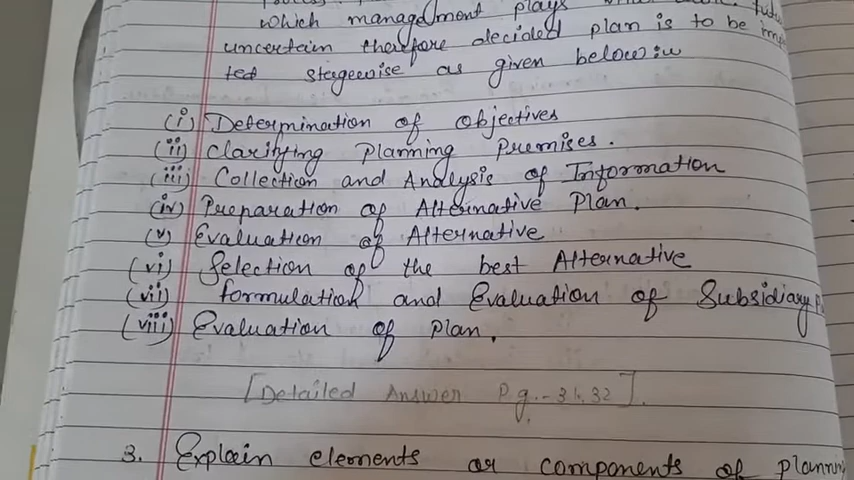 which management plays
uncertain therefore decided plan is to be imp
ted stagewise as given below:-
(i) Determination of objectives
(ii) Clarifying Planning Premises.
(iii) Collection and Analysis of Information
(iv) Preparation of Alternative Plan.
(v) Evaluation of Alternative
(vi) Selection of the best Alternative
(vii) formulation and Evaluation of Subsidiary P
(viii) Evaluation of Plan.
[Detailed Answer Pg.-31,32].
3. Explain elements or components of planning